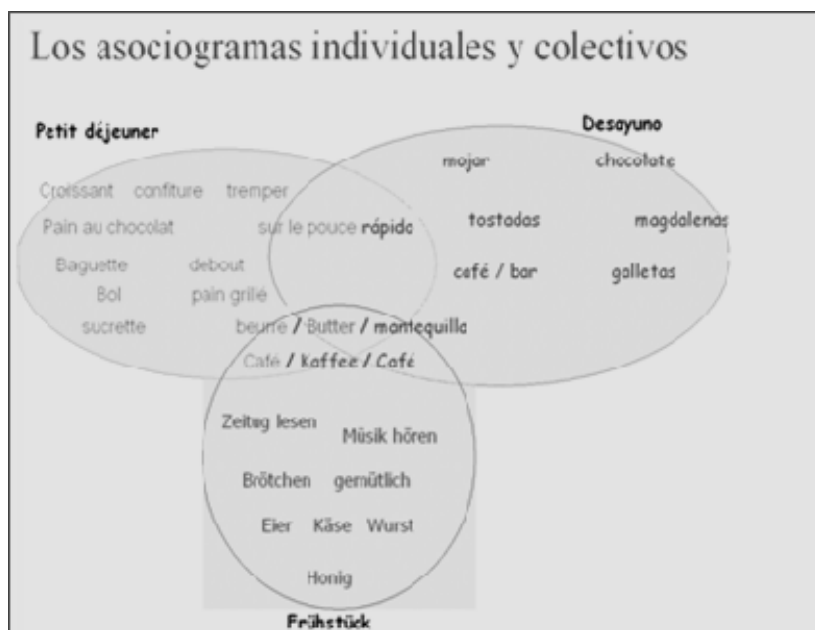 Los asociogramas individuales y colectivos
Petit déjeuner
Desayuno
mojar chocolate
Croissant confiture tremper
Pain au chocolat sur le pouce rápido tostadas magdalenas
Baguette debout café / bar galletas
Bol pain grillé
sucrette beurre / Butter / mantequilla
Café / Kaffee / Café
Zeitug lesen
Müsik hören
Brötchen gemütlich
Eier Käse Wurst
Honig
Frühstück